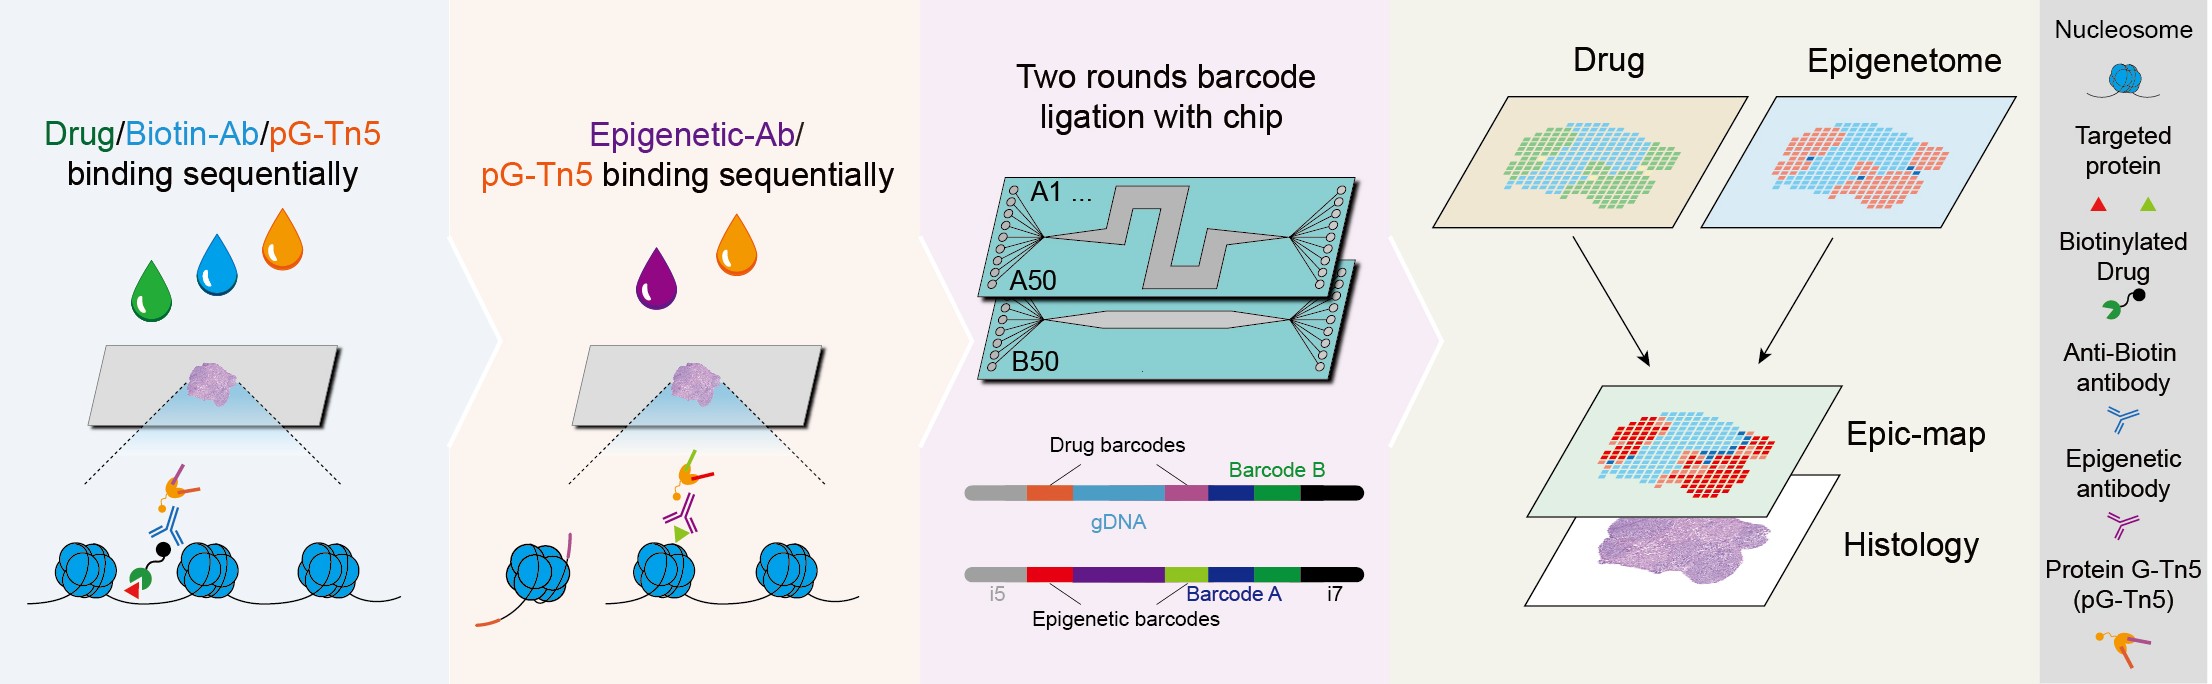 Drug/Biotin-Ab/pG-Tn5
binding sequentially
Epigenetic-Ab/
pG-Tn5 binding sequentially
Two rounds barcode
ligation with chip
A1 ...
A50
B50
Drug barcodes
Barcode B
gDNA
i5
Barcode A
i7
Epigenetic barcodes
Drug
Epigenetome
Epic-map
Histology
Nucleosome
Targeted
protein
Biotinylated
Drug
Anti-Biotin
antibody
Epigenetic
antibody
Protein G-Tn5
(pG-Tn5)